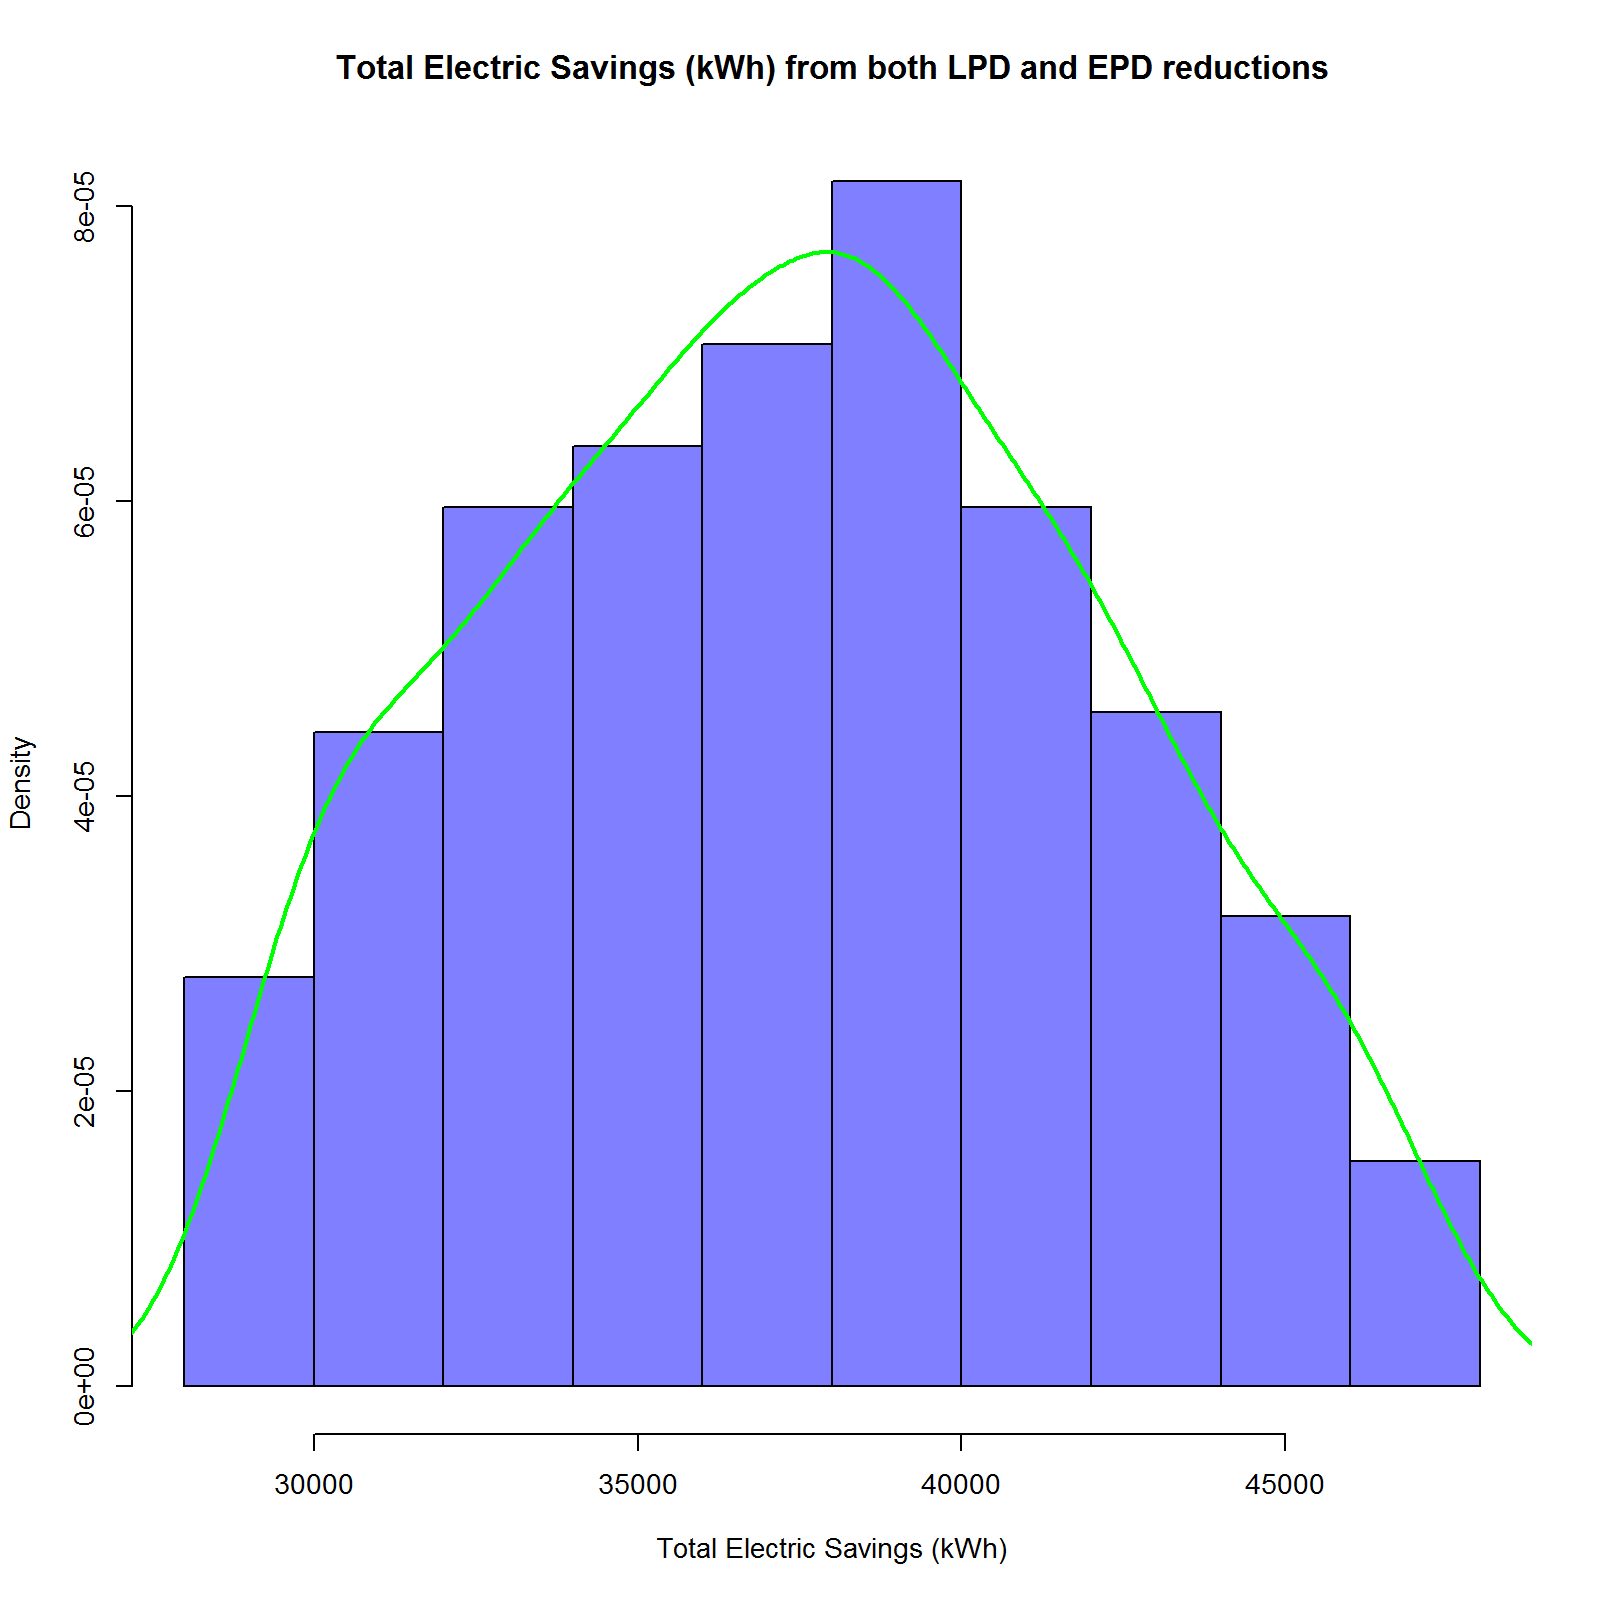 Total Electric Savings (kWh) from both LPD and EPD reductions
8e-05
6e-05
4e-05
2e-05
0e+00
Density
30000 35000 40000 45000
Total Electric Savings (kWh)